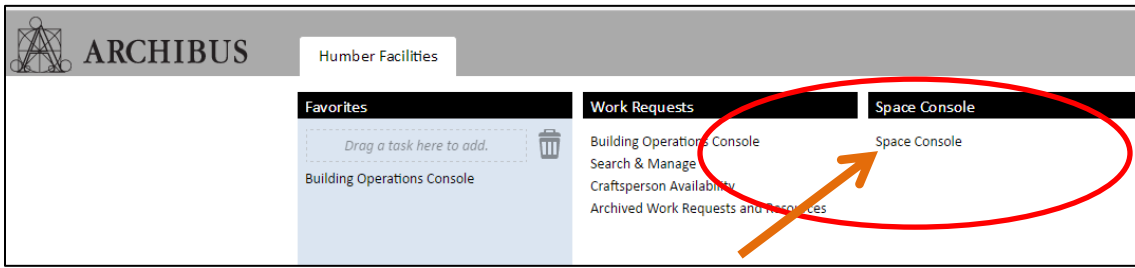 ARCHIBUS
Humber Facilities
Favorites
Drag a task here to add.
Building Operations Console
Work Requests
Building Operations Console
Search & Manage
Craftsperson Availability
Archived Work Requests and Resources
Space Console
Space Console